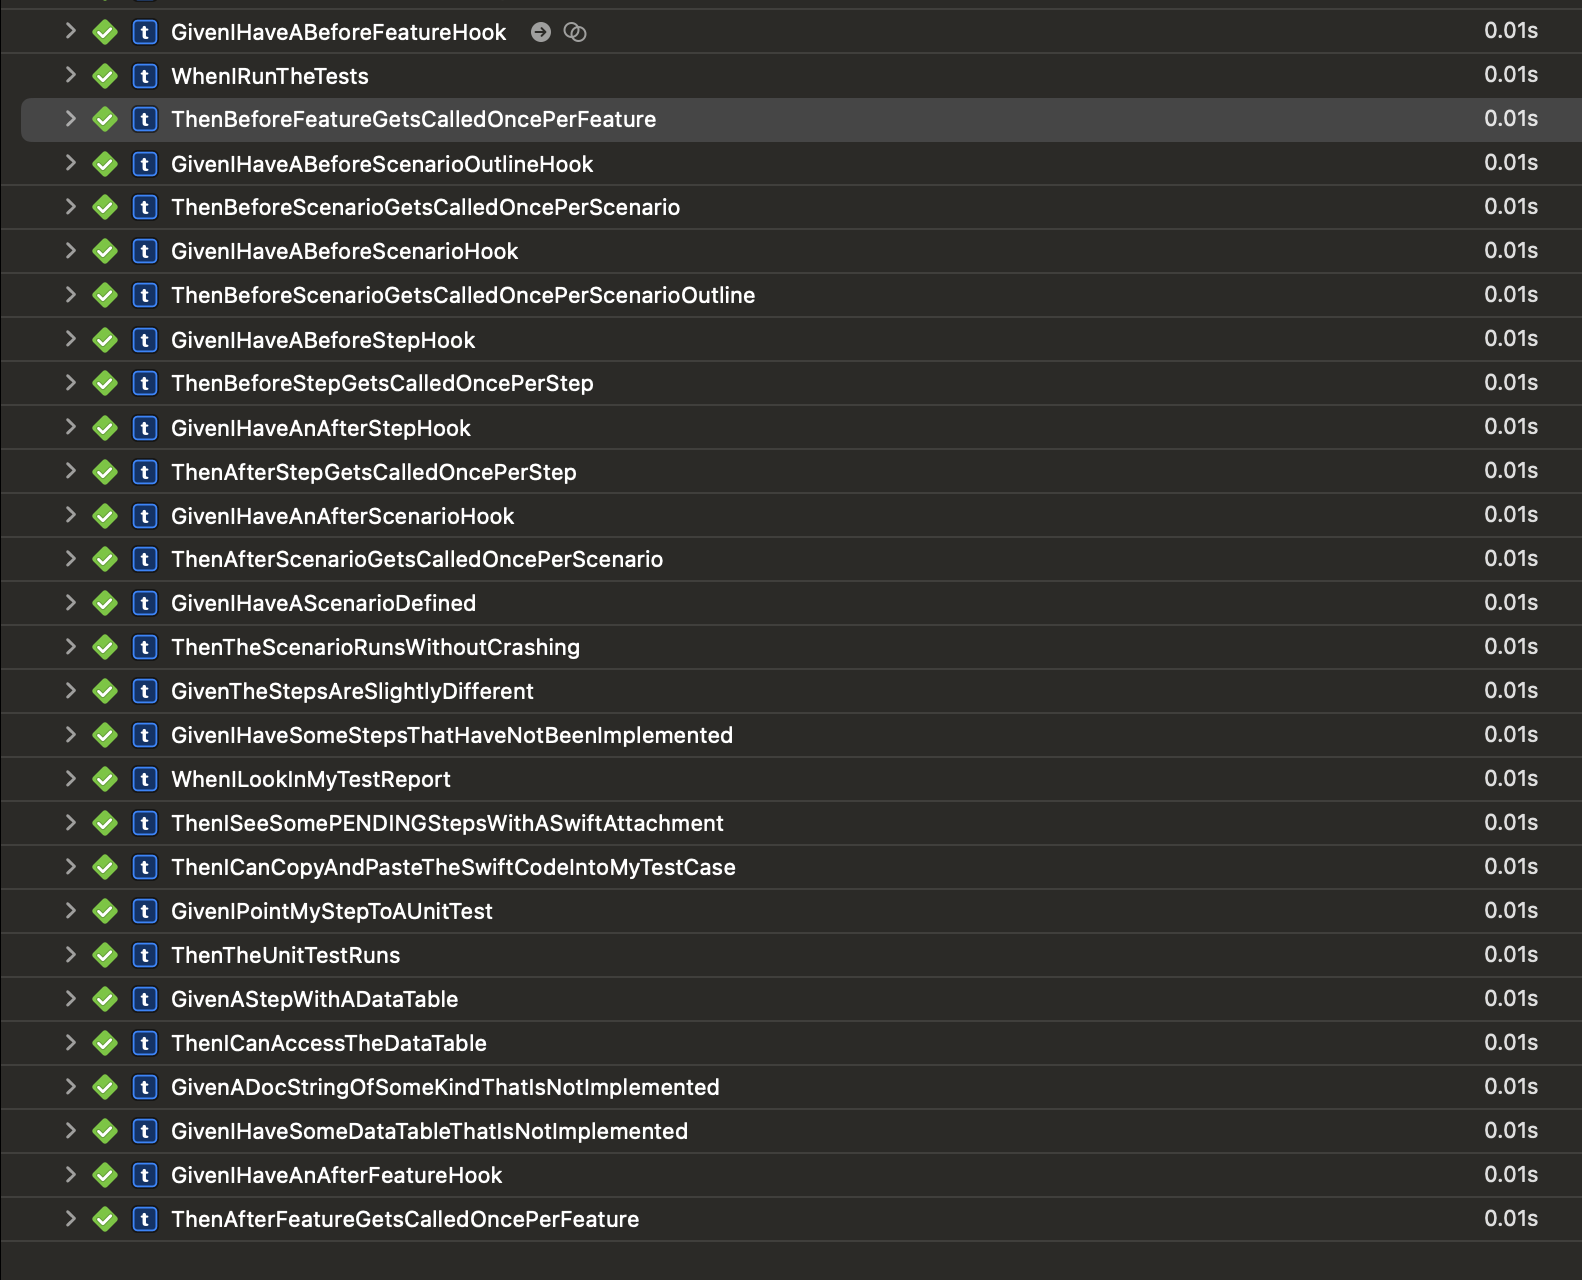 t GivenIHaveABeforeFeatureHook 0.01s
t WhenIRunTheTests 0.01s
t ThenBeforeFeatureGetsCalledOncePerFeature 0.01s
t GivenIHaveABeforeScenarioOutlineHook 0.01s
t ThenBeforeScenarioGetsCalledOncePerScenario 0.01s
t GivenIHaveABeforeScenarioHook 0.01s
t ThenBeforeScenarioGetsCalledOncePerScenarioOutline 0.01s
t GivenIHaveABeforeStepHook 0.01s
t ThenBeforeStepGetsCalledOncePerStep 0.01s
t GivenIHaveAnAfterStepHook 0.01s
t ThenAfterStepGetsCalledOncePerStep 0.01s
t GivenIHaveAnAfterScenarioHook 0.01s
t ThenAfterScenarioGetsCalledOncePerScenario 0.01s
t GivenIHaveAScenarioDefined 0.01s
t ThenTheScenarioRunsWithoutCrashing 0.01s
t GivenTheStepsAreSlightlyDifferent 0.01s
t GivenIHaveSomeStepsThatHaveNotBeenImplemented 0.01s
t WhenILookInMyTestReport 0.01s
t ThenISeeSomePENDINGStepsWithASwiftAttachment 0.01s
t ThenICanCopyAndPasteTheSwiftCodeIntoMyTestCase 0.01s
t GivenIPointMyStepToAUnitTest 0.01s
t ThenTheUnitTestRuns 0.01s
t GivenAStepWithADataTable 0.01s
t ThenICanAccessTheDataTable 0.01s
t GivenADocStringOfSomeKindThatIsNotImplemented 0.01s
t GivenIHaveSomeDataTableThatIsNotImplemented 0.01s
t GivenIHaveAnAfterFeatureHook 0.01s
t ThenAfterFeatureGetsCalledOncePerFeature 0.01s